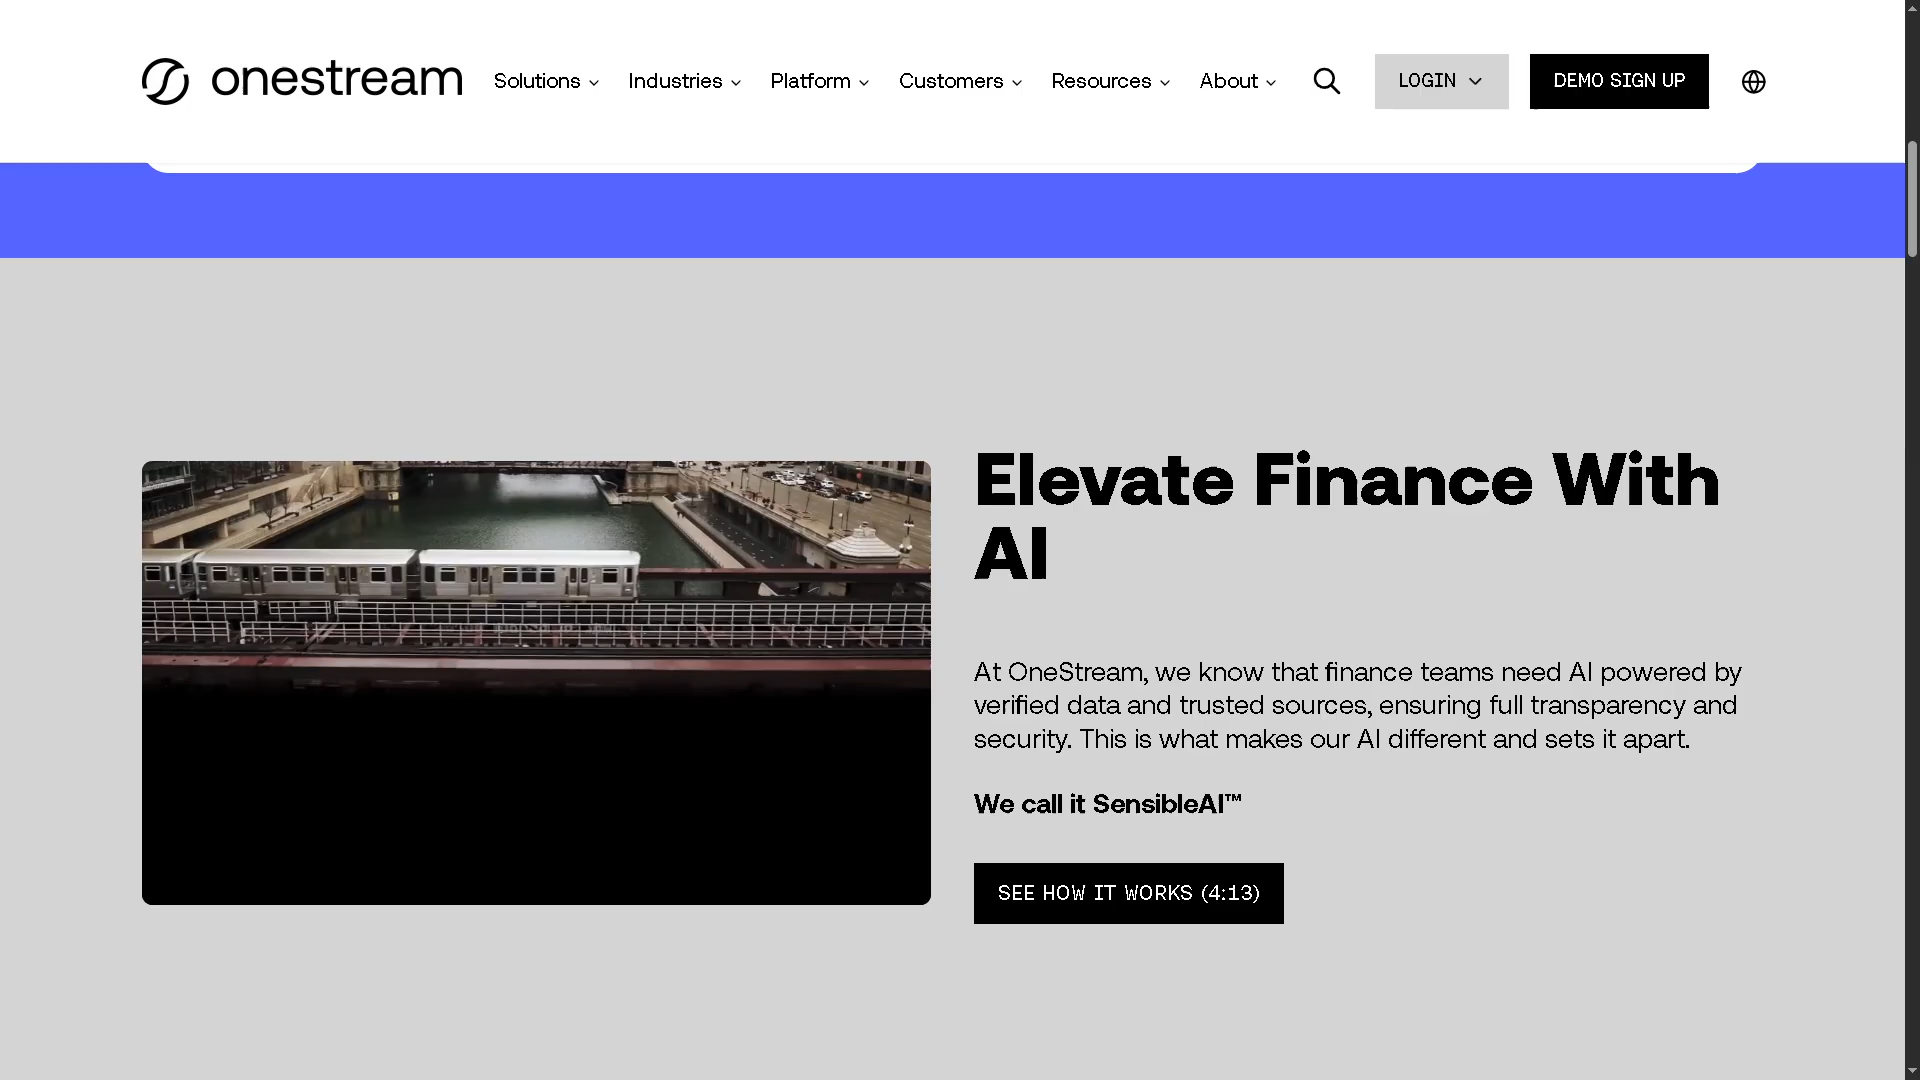 onestream
Solutions
Industries
Platform
Customers
Resources
About
LOGIN
DEMO SIGN UP
Elevate Finance With
AI
At OneStream, we know that finance teams need AI powered by
verified data and trusted sources, ensuring full transparency and
security. This is what makes our AI different and sets it apart.
We call it SensibleAI™
SEE HOW IT WORKS (4:13)